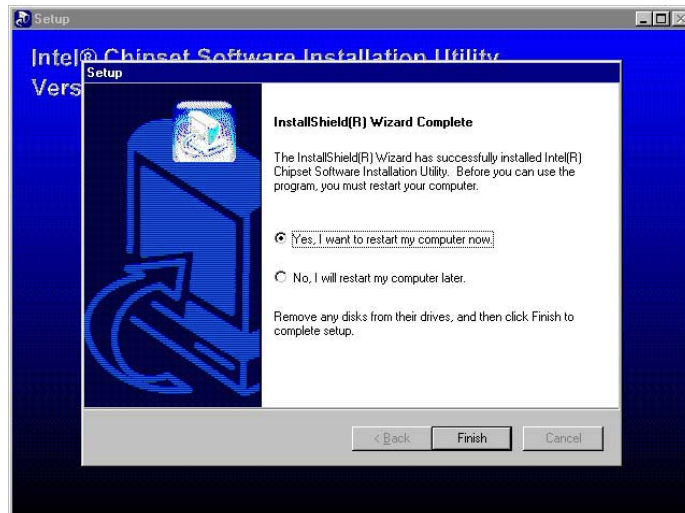 Setup
Intel® Chipset Software Installation Utility
Vers
Setup
InstallShield(R) Wizard Complete
The InstallShield(R) Wizard has successfully installed Intel(R)
Chipset Software Installation Utility. Before you can use the
program, you must restart your computer.
Yes, I want to restart my computer now.
No, I will restart my computer later.
Remove any disks from their drives, and then click Finish to
complete setup.
< Back Finish Cancel